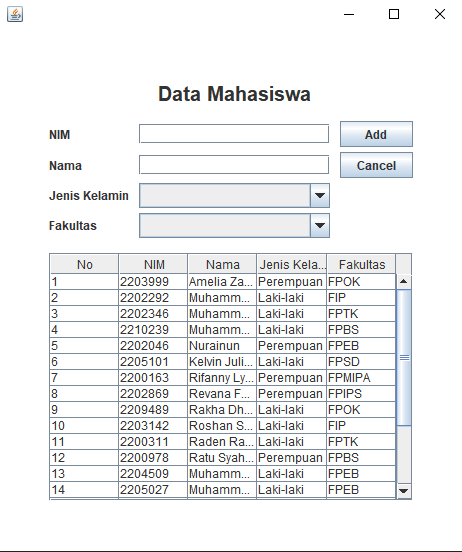 Data Mahasiswa
NIM Add
Nama Cancel
Jenis Kelamin
Fakultas
No NIM Nama Jenis Kela... Fakultas
1 2203999 Amelia Za... Perempuan FPOK
2 2202292 Muhamm... Laki-laki FIP
3 2202346 Muhamm... Laki-laki FPTK
4 2210239 Muhamm... Laki-laki FPBS
5 2202046 Nurainun Perempuan FPEB
6 2205101 Kelvin Juli... Laki-laki FPSD
7 2200163 Rifanny Ly... Perempuan FPMIPA
8 2202869 Revana F... Perempuan FPIPS
9 2209489 Rakha Dh... Laki-laki FPOK
10 2203142 Roshan S... Laki-laki FIP
11 2200311 Raden Ra... Laki-laki FPTK
12 2200978 Ratu Syah... Perempuan FPBS
13 2204509 Muhamm... Laki-laki FPEB
14 2205027 Muhamm... Laki-laki FPEB